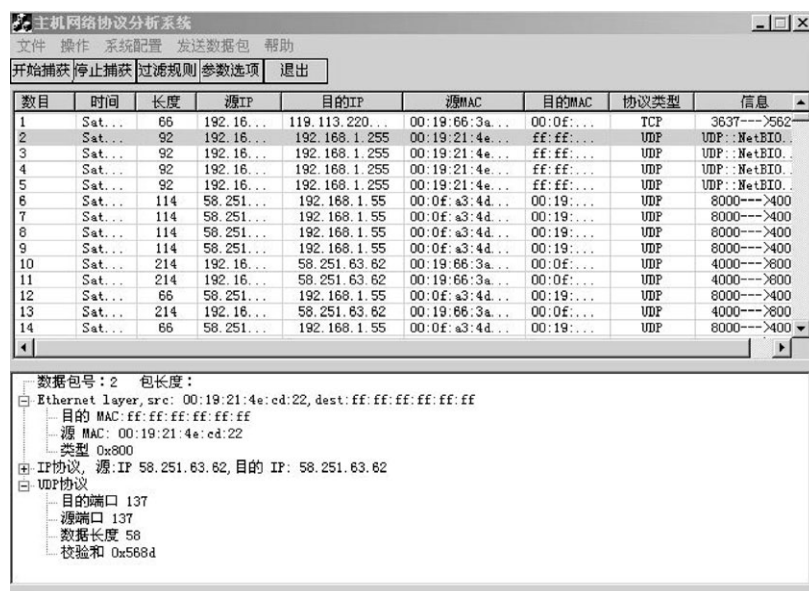 主机网络协议分析系统
文件 操作 系统配置 发送数据包 帮助
开始捕获 停止捕获 过滤规则 参数选项 退出
数目 时间 长度 源IP 目的IP 源MAC 目的MAC 协议类型 信息
1 Sat... 66 192.16... 119.113.220... 00:19:66:3a... 00:0f:... TCP 3637--->562
2 Sat... 92 192.16... 192.168.1.255 00:19:21:4e... ff:ff:... UDP UDP::NetBIO..
3 Sat... 92 192.16... 192.168.1.255 00:19:21:4e... ff:ff:... UDP UDP::NetBIO..
4 Sat... 92 192.16... 192.168.1.255 00:19:21:4e... ff:ff:... UDP UDP::NetBIO..
5 Sat... 92 192.16... 192.168.1.255 00:19:21:4e... ff:ff:... UDP UDP::NetBIO..
6 Sat... 114 58.251... 192.168.1.55 00:0f:a3:4d... 00:19:... UDP 8000--->400
7 Sat... 114 58.251... 192.168.1.55 00:0f:a3:4d... 00:19:... UDP 8000--->400
8 Sat... 114 58.251... 192.168.1.55 00:0f:a3:4d... 00:19:... UDP 8000--->400
9 Sat... 114 58.251... 192.168.1.55 00:0f:a3:4d... 00:19:... UDP 8000--->400
10 Sat... 214 192.16... 58.251.63.62 00:19:66:3a... 00:0f:... UDP 4000--->800
11 Sat... 214 192.16... 58.251.63.62 00:19:66:3a... 00:0f:... UDP 4000--->800
12 Sat... 66 58.251... 192.168.1.55 00:0f:a3:4d... 00:19:... UDP 8000--->400
13 Sat... 214 192.16... 58.251.63.62 00:19:66:3a... 00:0f:... UDP 4000--->800
14 Sat... 66 58.251... 192.168.1.55 00:0f:a3:4d... 00:19:... UDP 8000--->400
数据包号：2 包长度：
Ethernet layer, src: 00:19:21:4e:cd:22, dest:ff:ff:ff:ff:ff:ff
目的 MAC:ff:ff:ff:ff:ff:ff
源 MAC: 00:19:21:4e:cd:22
类型 0x800
IP协议, 源:IP 58.251.63.62,目的 IP: 58.251.63.62
UDP协议
目的端口 137
源端口 137
数据长度 58
校验和 0x568d